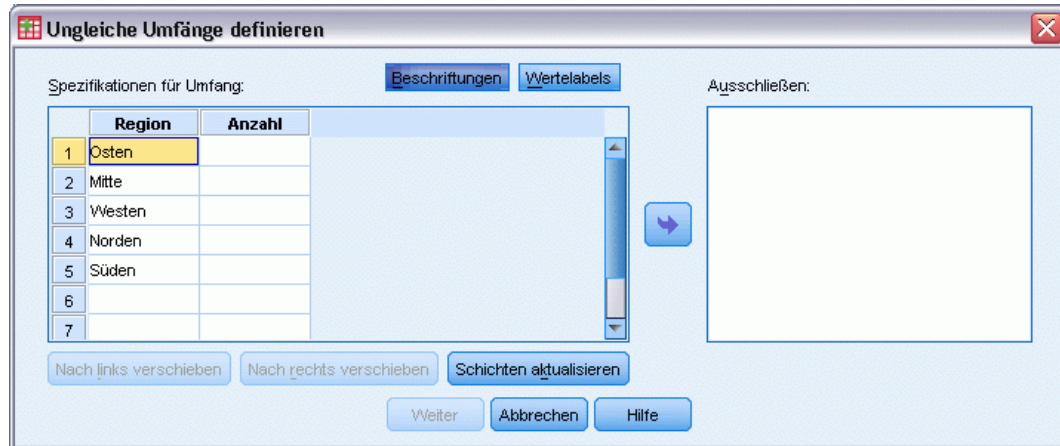 Ungleiche Umfänge definieren
Spezifikationen für Umfang:
Beschriftungen
Wertelabels
Ausschließen:
Region Anzahl
1 Osten
2 Mitte
3 Westen
4 Norden
5 Süden
6
7
Nach links verschieben
Nach rechts verschieben
Schichten aktualisieren
Weiter
Abbrechen
Hilfe